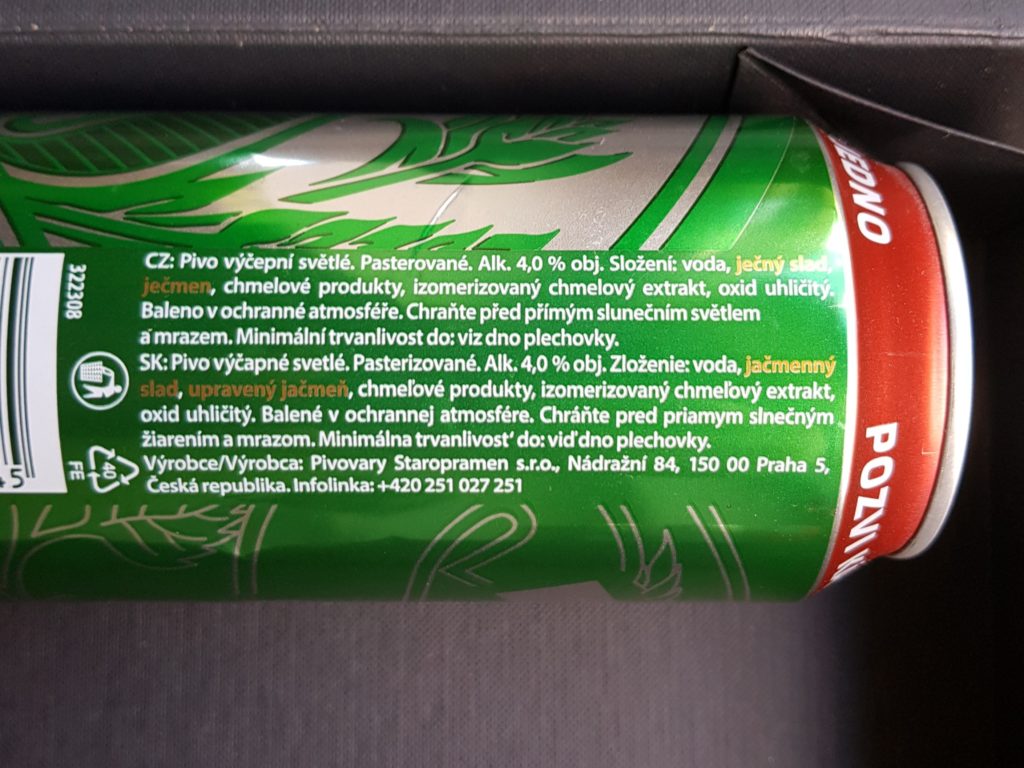 CZ: Pivo výčepní světlé. Pasterované. Alk. 4,0 % obj. Složení: voda, ječný slad,
ječmen, chmelové produkty, izomerizovaný chmelový extrakt, oxid uhličitý.
Baleno v ochranné atmosféře. Chraňte před přímým slunečním světlem
a mrazem. Minimální trvanlivost do: viz dno plechovky.
SK: Pivo výčapné svetlé. Pasterizované. Alk. 4,0 % obj. Zloženie: voda, jačmenný
slad, upravený jačmeň, chmeľové produkty, izomerizovaný chmeľový extrakt,
oxid uhličitý. Balené v ochrannej atmosfére. Chráňte pred priamym slnečným
žiarením a mrazom. Minimálna trvanlivosť do: viď dno plechovky.
Výrobce/Výrobca: Pivovary Staropramen s.r.o., Nádražní 84, 150 00 Praha 5,
Česká republika. Infolinka: +420 251 027 251
322308
40
FE
45
JEDNO
POZVI